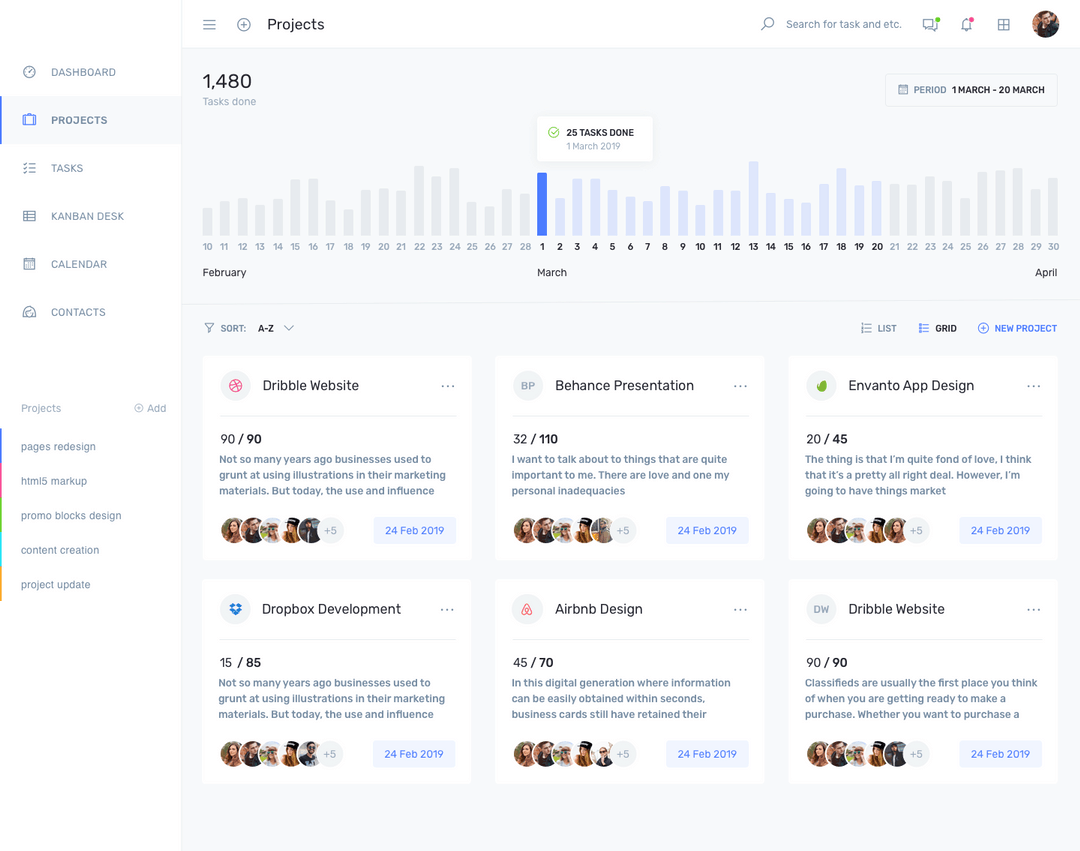 Projects
Search for task and etc.
DASHBOARD
PROJECTS
TASKS
KANBAN DESK
CALENDAR
CONTACTS
Projects
Add
pages redesign
html5 markup
promo blocks design
content creation
project update
1,480
Tasks done
PERIOD 1 MARCH - 20 MARCH
25 TASKS DONE
1 March 2019
10 11 12 13 14 15 16 17 18 19 20 21 22 23 24 25 26 27 28 1 2 3 4 5 6 7 8 9 10 11 12 13 14 15 16 17 18 19 20 21 22 23 24 25 26 27 28 29 30
February March April
SORT: A-Z
LIST GRID NEW PROJECT
Dribble Website
90 / 90
Not so many years ago businesses used to
grunt at using illustrations in their marketing
materials. But today, the use and influence
+5
24 Feb 2019
BP
Behance Presentation
32 / 110
I want to talk about to things that are quite
important to me. There are love and one my
personal inadequacies
+5
24 Feb 2019
Envanto App Design
20 / 45
The thing is that I'm quite fond of love, I think
that it's a pretty all right deal. However, I'm
going to have things market
+5
24 Feb 2019
Dropbox Development
15 / 85
Not so many years ago businesses used to
grunt at using illustrations in their marketing
materials. But today, the use and influence
+5
24 Feb 2019
Airbnb Design
45 / 70
In this digital generation where information
can be easily obtained within seconds,
business cards still have retained their
+5
24 Feb 2019
DW
Dribble Website
90 / 90
Classifieds are usually the first place you think
of when you are getting ready to make a
purchase. Whether you want to purchase a
+5
24 Feb 2019